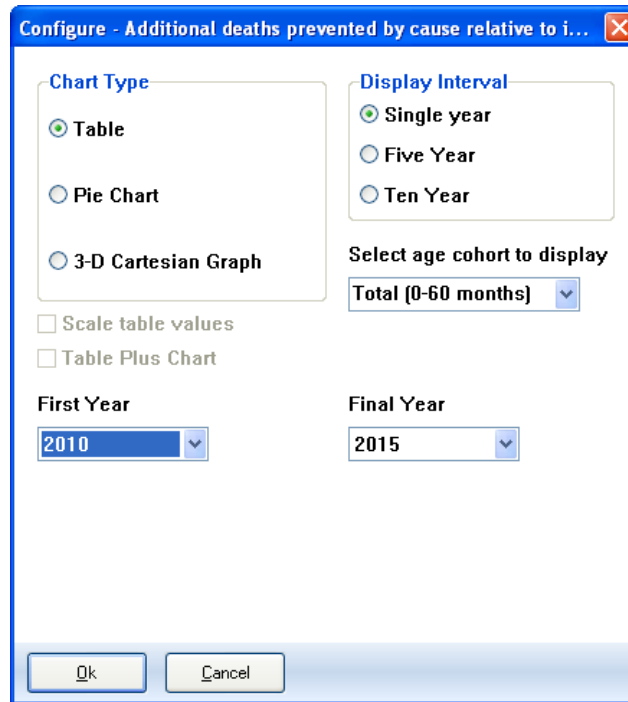 Configure - Additional deaths prevented by cause relative to i...
Chart Type
Table
Pie Chart
3-D Cartesian Graph
Display Interval
Single year
Five Year
Ten Year
Select age cohort to display
Total (0-60 months)
Scale table values
Table Plus Chart
First Year
2010
Final Year
2015
Ok
Cancel